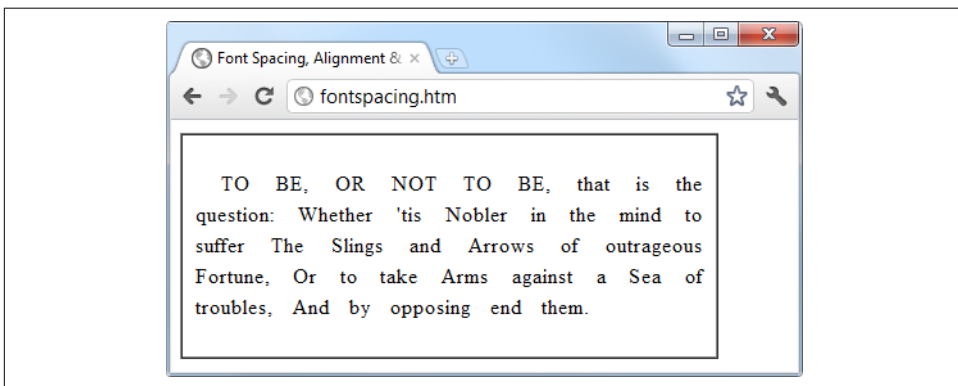 Font Spacing, Alignment &
fontspacing.htm
TO BE, OR NOT TO BE, that is the
question: Whether 'tis Nobler in the mind to
suffer The Slings and Arrows of outrageous
Fortune, Or to take Arms against a Sea of
troubles, And by opposing end them.